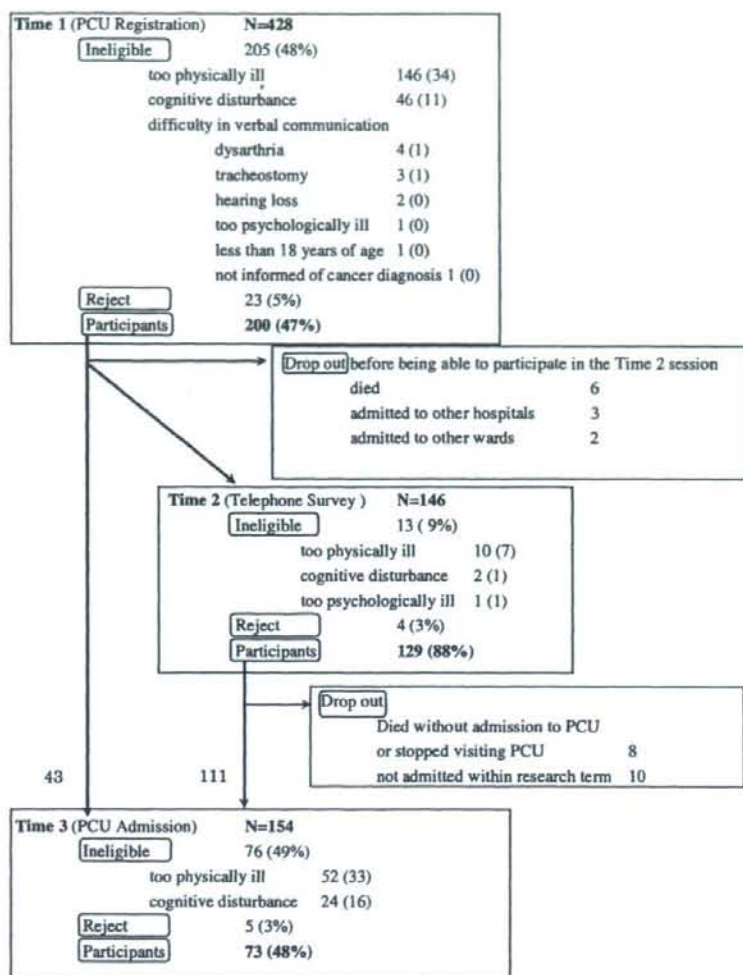 Time 1 (PCU Registration) N=428
Ineligible 205 (48%)
too physically ill 146 (34)
cognitive disturbance 46 (11)
difficulty in verbal communication
dysarthria 4 (1)
tracheostomy 3 (1)
hearing loss 2 (0)
too psychologically ill 1 (0)
less than 18 years of age 1 (0)
not informed of cancer diagnosis 1 (0)
Reject 23 (5%)
Participants 200 (47%)
Drop out before being able to participate in the Time 2 session
died 6
admitted to other hospitals 3
admitted to other wards 2
Time 2 (Telephone Survey ) N=146
Ineligible 13 ( 9%)
too physically ill 10 (7)
cognitive disturbance 2 (1)
too psychologically ill 1 (1)
Reject 4 (3%)
Participants 129 (88%)
Drop out
Died without admission to PCU
or stopped visiting PCU 8
not admitted within research term 10
43 111
Time 3 (PCU Admission) N=154
Ineligible 76 (49%)
too physically ill 52 (33)
cognitive disturbance 24 (16)
Reject 5 (3%)
Participants 73 (48%)